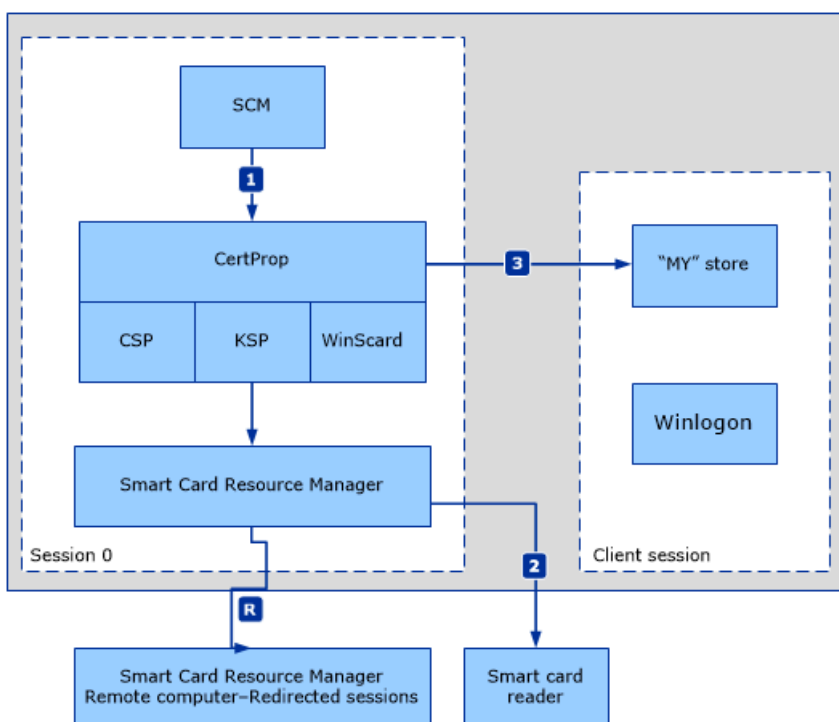 SCM
1
CertProp
3
“MY” store
CSP
KSP
WinScard
Winlogon
Smart Card Resource Manager
Session 0
Client session
2
R
Smart Card Resource Manager
Remote computer–Redirected sessions
Smart card
reader